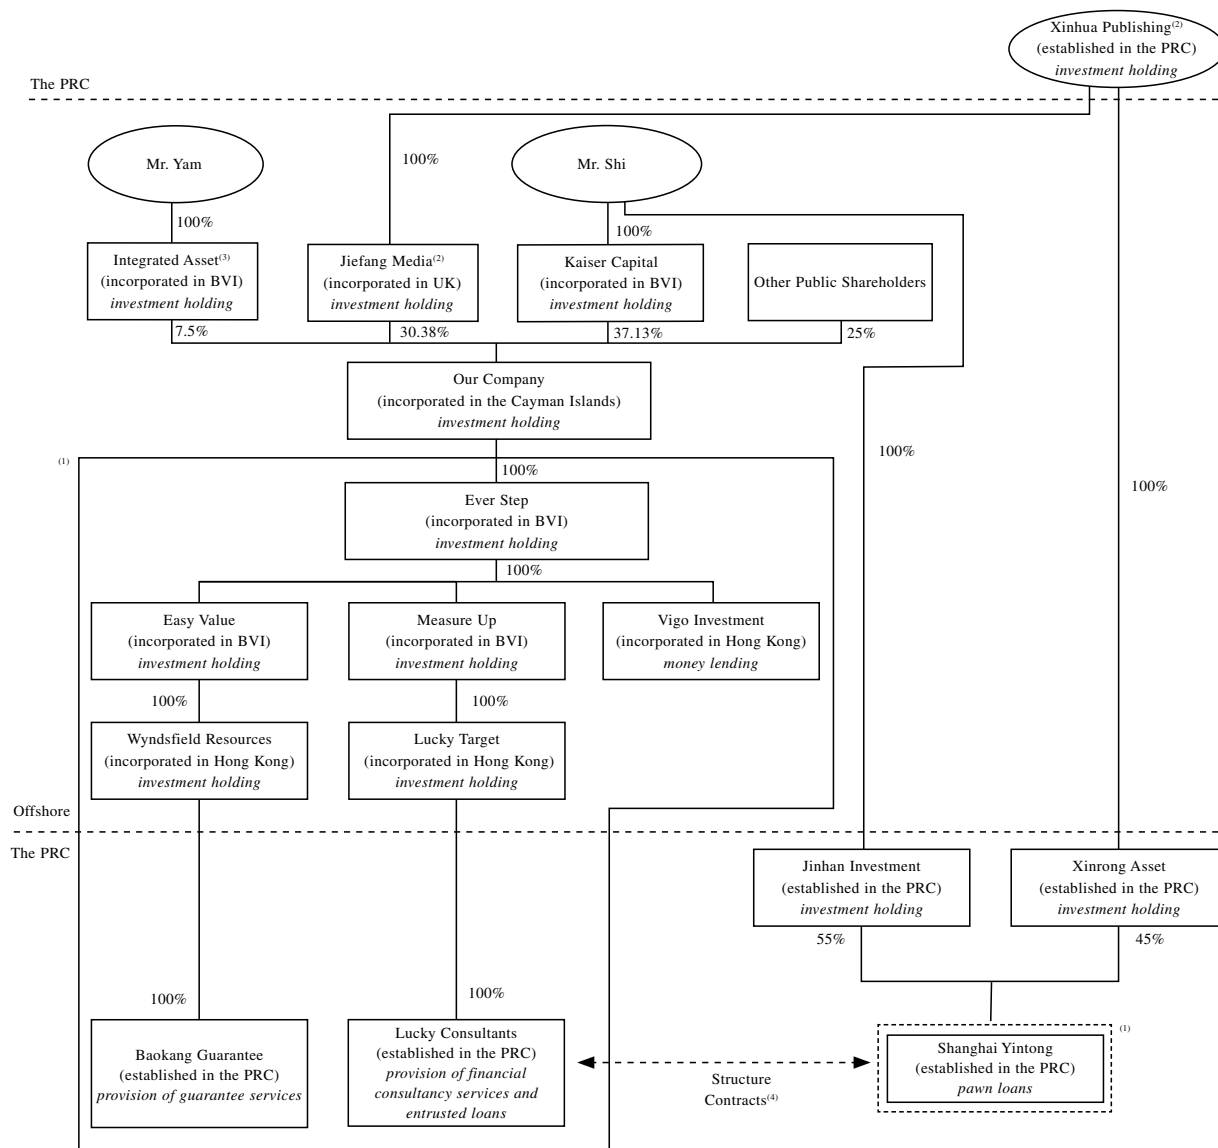 Xinhua Publishing(2)
(established in the PRC)
investment holding
The PRC
Mr. Yam
100%
Mr. Shi
100%
100%
Integrated Asset(3)
(incorporated in BVI)
investment holding
Jiefang Media(2)
(incorporated in UK)
investment holding
Kaiser Capital
(incorporated in BVI)
investment holding
Other Public Shareholders
7.5%
30.38%
37.13%
25%
Our Company
(incorporated in the Cayman Islands)
investment holding
100%
(1)
100%
100%
Ever Step
(incorporated in BVI)
investment holding
100%
Easy Value
(incorporated in BVI)
investment holding
Measure Up
(incorporated in BVI)
investment holding
Vigo Investment
(incorporated in Hong Kong)
money lending
100%
100%
Wyndsfield Resources
(incorporated in Hong Kong)
investment holding
Lucky Target
(incorporated in Hong Kong)
investment holding
Offshore
The PRC
Jinhan Investment
(established in the PRC)
investment holding
Xinrong Asset
(established in the PRC)
investment holding
55%
45%
100%
100%
Baokang Guarantee
(established in the PRC)
provision of guarantee services
Lucky Consultants
(established in the PRC)
provision of financial
consultancy services and
entrusted loans
Structure
Contracts(4)
(1)
Shanghai Yintong
(established in the PRC)
pawn loans